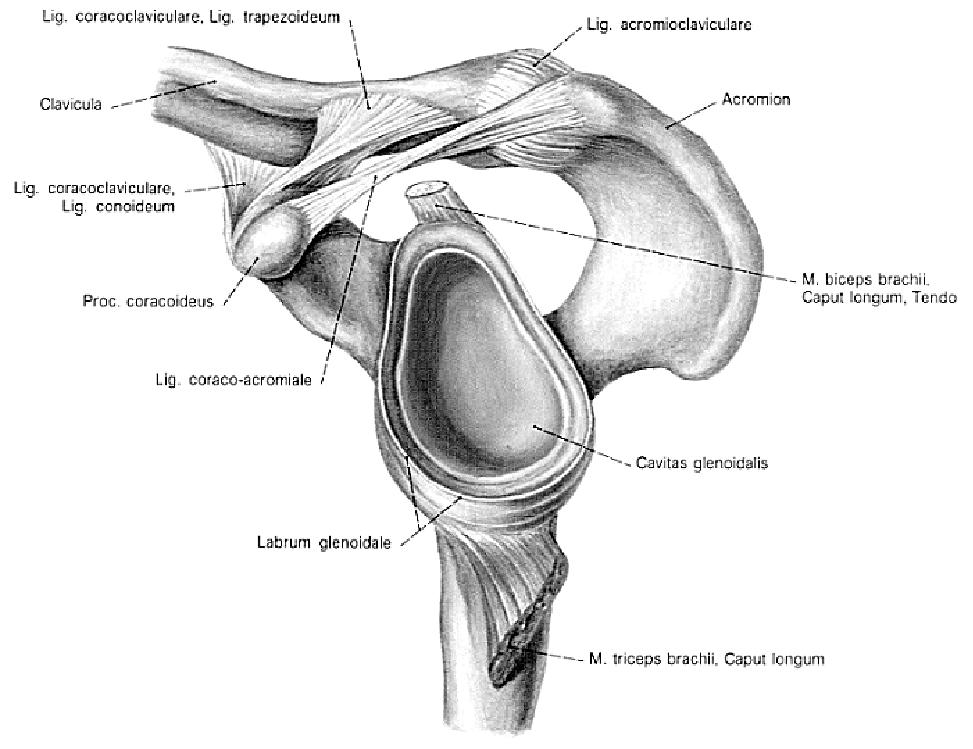 Lig. coracoclaviculare, Lig. trapezoideum
Lig. acromioclaviculare
Clavicula
Acromion
Lig. coracoclaviculare,
Lig. conoideum
M. biceps brachii,
Caput longum, Tendo
Proc. coracoideus
Lig. coraco-acromiale
Cavitas glenoidalis
Labrum glenoidale
M. triceps brachii, Caput longum